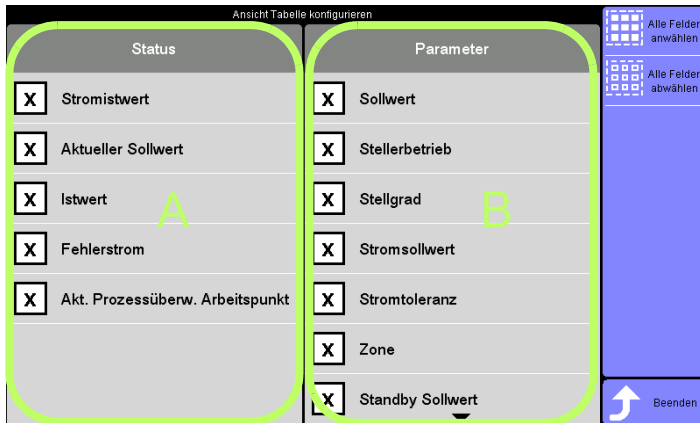 Ansicht Tabelle konfigurieren
Status
X Stromistwert
X Aktueller Sollwert
X Istwert
X Fehlerstrom
X Akt. Prozessüberw. Arbeitspunkt
A
Parameter
X Sollwert
X Stellerbetrieb
X Stellgrad
X Stromsollwert
X Stromtoleranz
X Zone
X Standby Sollwert
B
Alle Felder
anwählen
Alle Felder
abwählen
Beenden